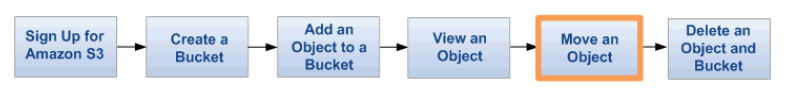 Sign Up for
Amazon S3
Create a
Bucket
Add an
Object to a
Bucket
View an
Object
Move an
Object
Delete an
Object and
Bucket